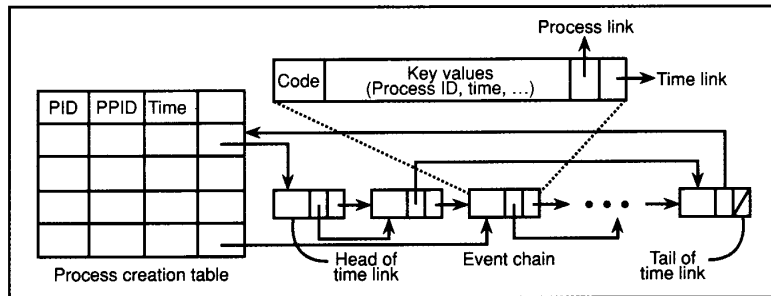 Process link
Code
Key values
(Process ID, time, ...)
Time link
PID PPID Time
Head of
time link
Event chain
Tail of
time link
Process creation table